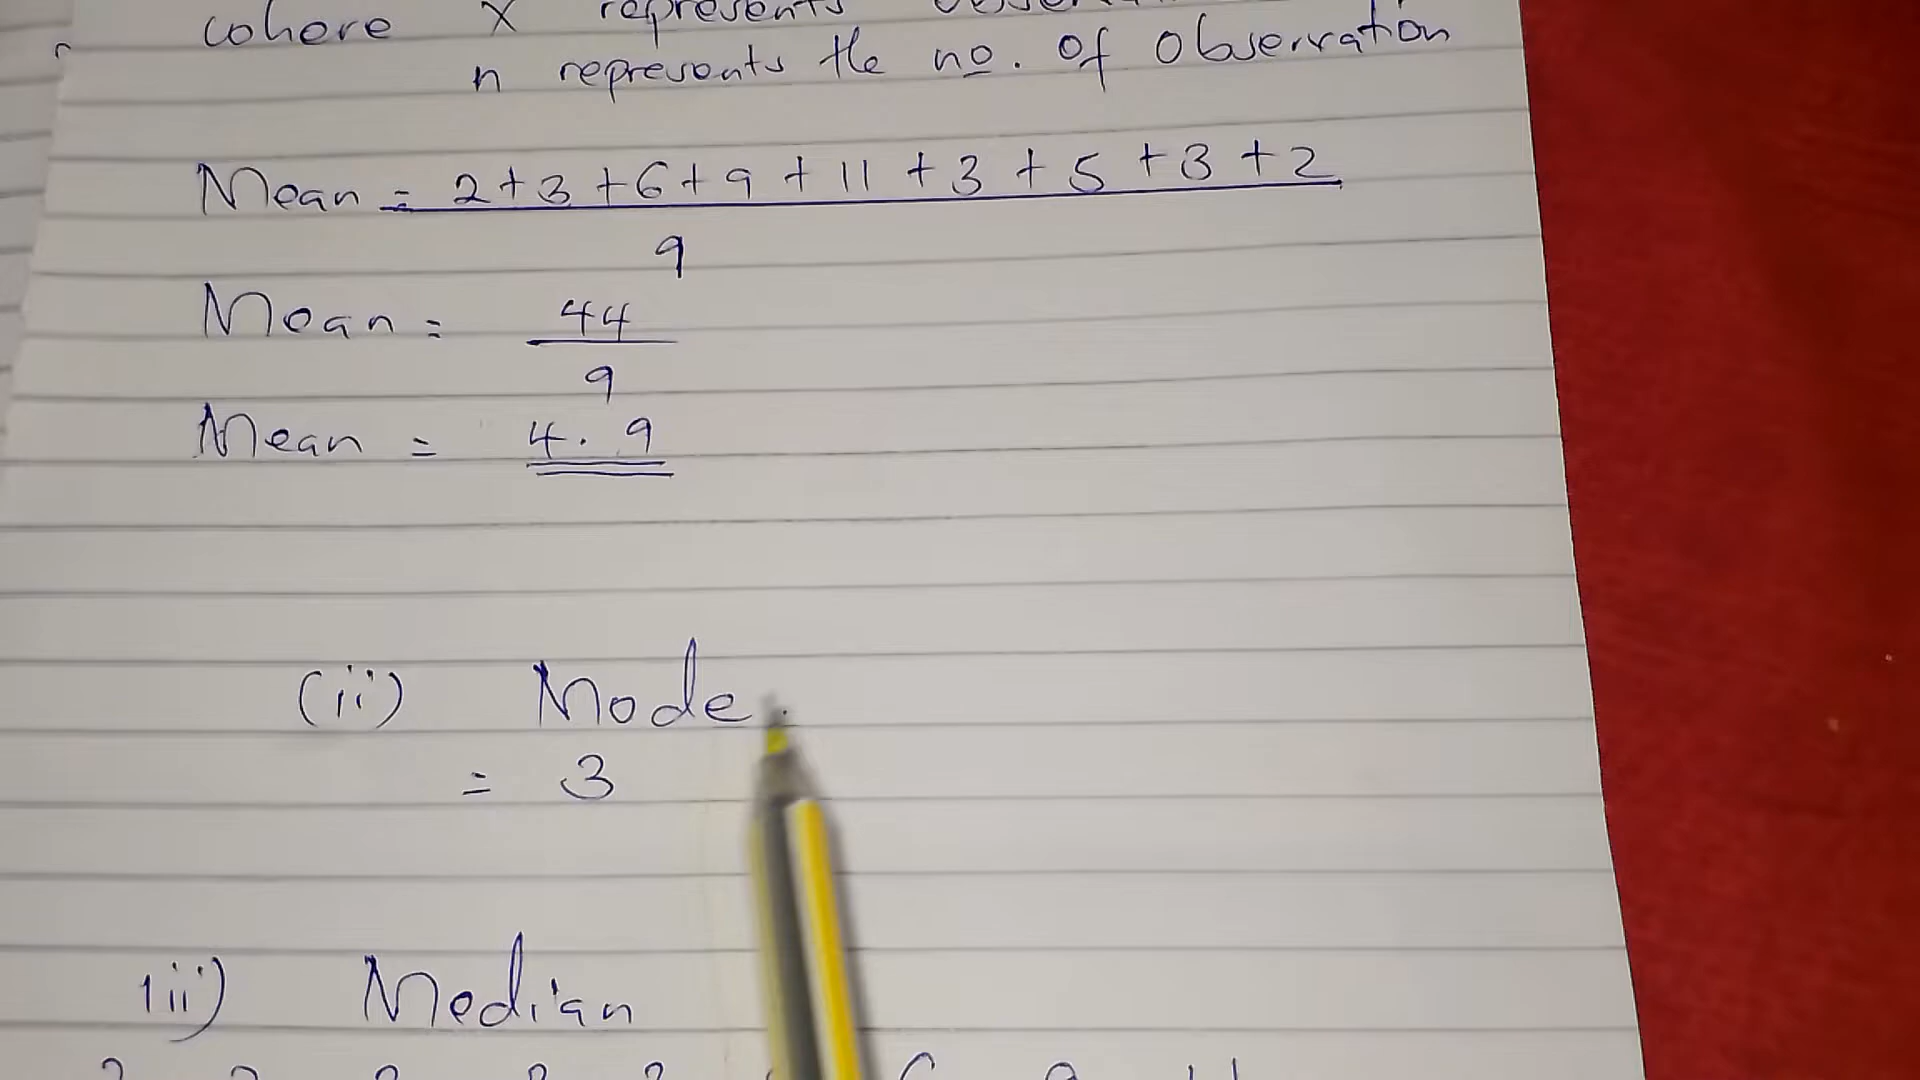 where x represents
n represents the no. of Observation
Mean = 2 + 3 + 6 + 9 + 11 + 3 + 5 + 3 + 2
9
Mean = 44
9
Mean = 4.9
(ii) Mode.
= 3
iii) Median